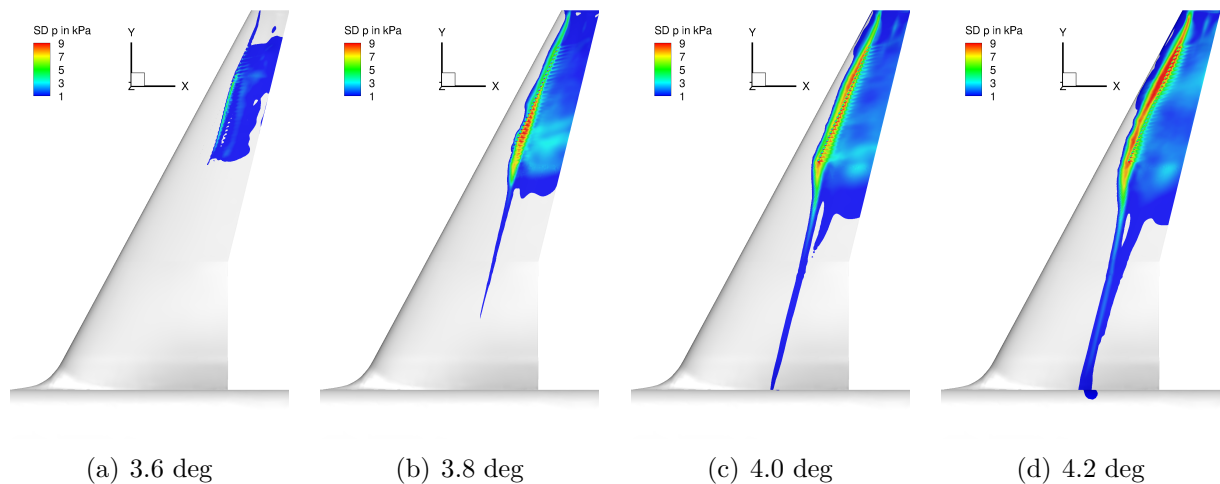 SD p in kPa
9
7
5
3
1
Y
Z
X
SD p in kPa
9
7
5
3
1
Y
Z
X
SD p in kPa
9
7
5
3
1
Y
Z
X
SD p in kPa
9
7
5
3
1
Y
Z
X
(a) 3.6 deg
(b) 3.8 deg
(c) 4.0 deg
(d) 4.2 deg